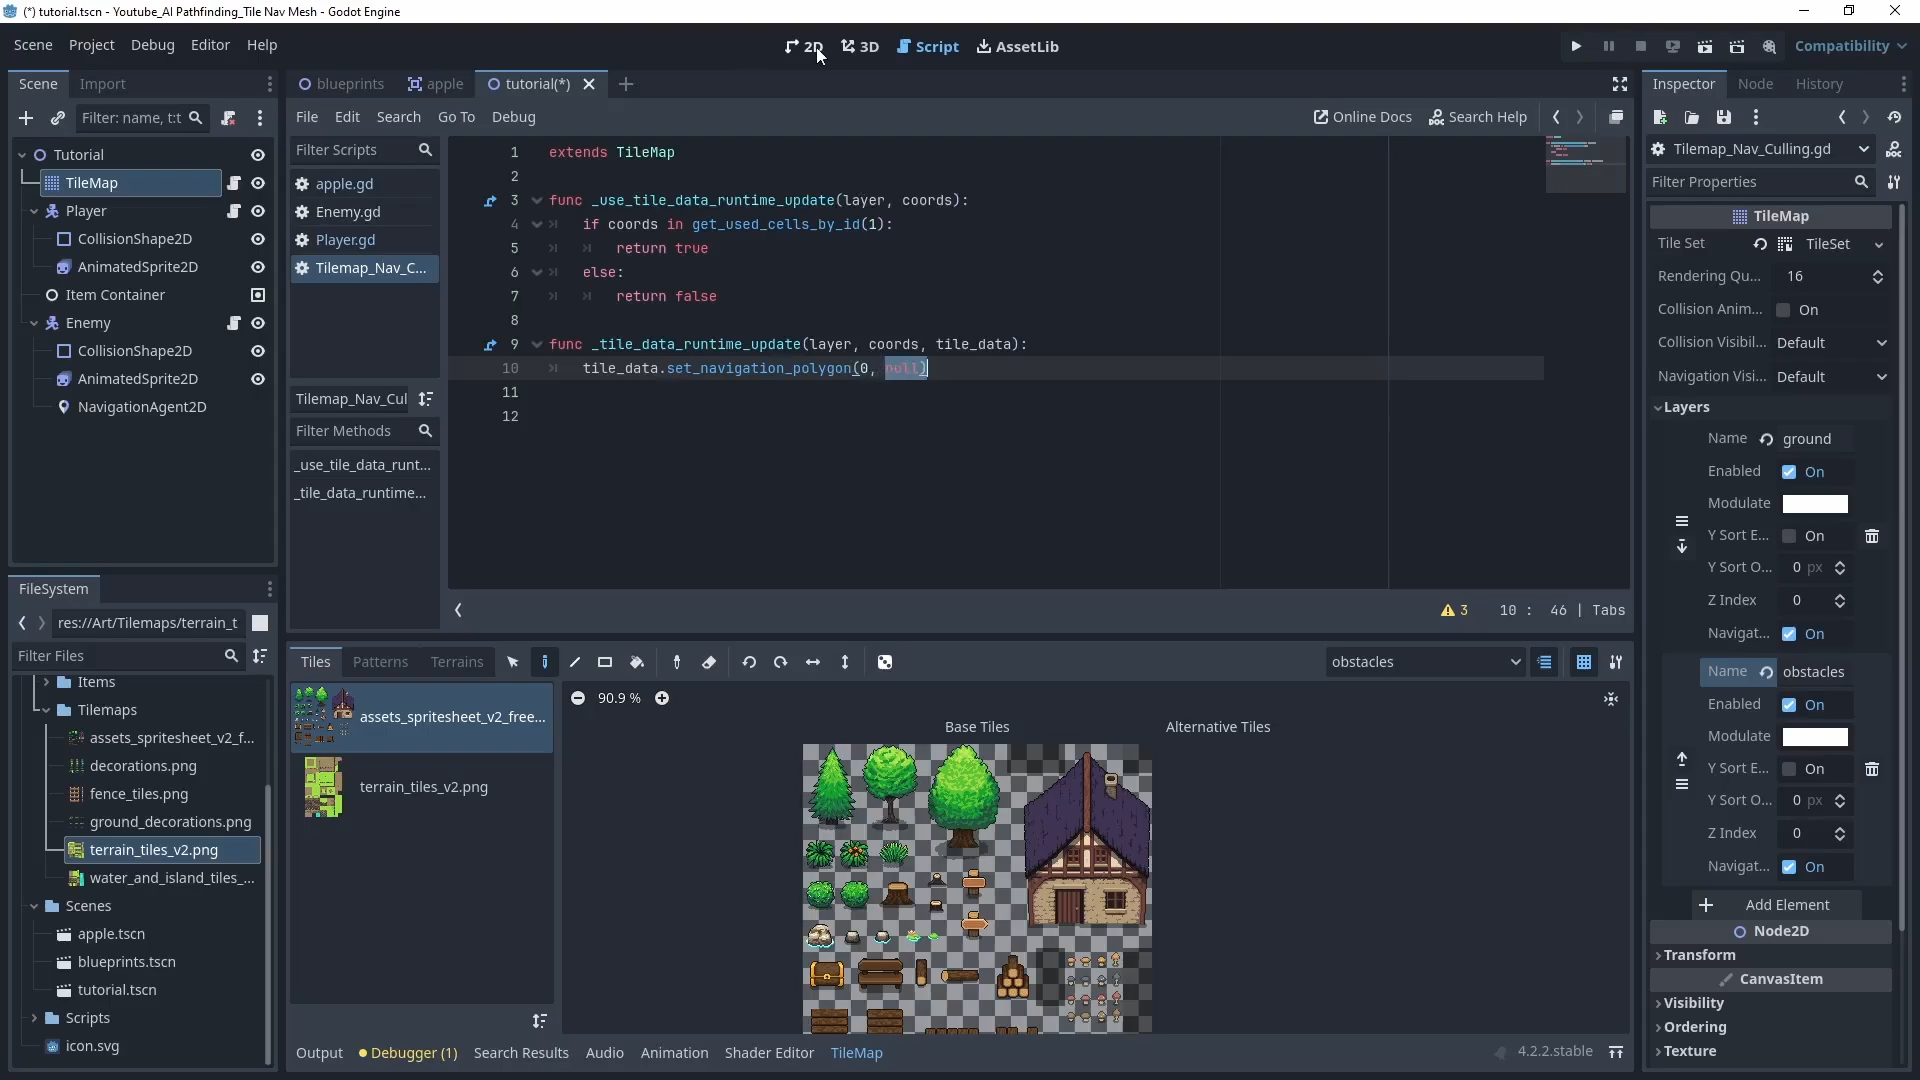 (*) tutorial.tscn - Youtube_AI Pathfinding_Tile Nav Mesh - Godot Engine
Scene Project Debug Editor Help
2D 3D Script AssetLib
Compatibility
Scene Import
Filter: name, t:t
Tutorial
TileMap
Player
CollisionShape2D
AnimatedSprite2D
Item Container
Enemy
CollisionShape2D
AnimatedSprite2D
NavigationAgent2D
FileSystem
res://Art/Tilemaps/terrain_t
Filter Files
Items
Tilemaps
assets_spritesheet_v2_f...
decorations.png
fence_tiles.png
ground_decorations.png
terrain_tiles_v2.png
water_and_island_tiles_...
Scenes
apple.tscn
blueprints.tscn
tutorial.tscn
Scripts
icon.svg
blueprints apple tutorial(*)
File Edit Search Go To Debug
Online Docs Search Help
Filter Scripts
apple.gd
Enemy.gd
Player.gd
Tilemap_Nav_C...
Tilemap_Nav_Cul
Filter Methods
_use_tile_data_runt...
_tile_data_runtime...
1 extends TileMap
2
3 func _use_tile_data_runtime_update(layer, coords):
4 if coords in get_used_cells_by_id(1):
5 return true
6 else:
7 return false
8
9 func _tile_data_runtime_update(layer, coords, tile_data):
10 tile_data.set_navigation_polygon(0, null)
11
12
3 10 : 46 | Tabs
Tiles Patterns Terrains
obstacles
assets_spritesheet_v2_free...
terrain_tiles_v2.png
90.9 %
Base Tiles Alternative Tiles
Output Debugger (1) Search Results Audio Animation Shader Editor TileMap
4.2.2.stable
Inspector Node History
Tilemap_Nav_Culling.gd
Filter Properties
TileMap
Tile Set TileSet
Rendering Qu... 16
Collision Anim... On
Collision Visibil... Default
Navigation Visi... Default
Layers
Name ground
Enabled On
Modulate
Y Sort E... On
Y Sort O... 0 px
Z Index 0
Navigat... On
Name obstacles
Enabled On
Modulate
Y Sort E... On
Y Sort O... 0 px
Z Index 0
Navigat... On
Add Element
Node2D
Transform
CanvasItem
Visibility
Ordering
Texture